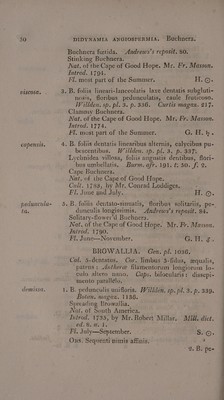 50 DIDYNAMIA ANGIOSPERMIA. Buchnera.
Buchnera fœtida. Andrews's reposit. 80.
Stinking Buchnera.
Nat. of the Cape of Good Hope. Mr. Fr. Masson.
Introd. 1794.
Fl. most part of the Summer. H. ☉.
viscosa. 3. B. foliis lineari-lanceolatis laxe dentatis subgluti-
nosis, floribus pedunculatis, caule fruticoso.
Willden. sp. pl. 3. p. 336. Curtis magaz. 217.
Clammy Buchnera.
Nat. of the Cape of Good Hope. Mr. Fr. Masson.
Introd. 1774.
Fl. most part of the Summer. G. H. ♄.
capensis. 4. B. foliis dentatis linearibus alternis, calycibus pu-
bescentibus. Willden. sp. pl. 3. p. 337.
Lychnidea villosa, foliis angustis dentibus, flori-
bus umbellatis. Burm. afr. 181. t. 50. f. 2.
Cape Buchnera.
Nat. of the Cape of Good Hope.
Cult. 1788, by Mr. Conrad Loddiges.
Fl. June and July. H. ☉.
peduncula-
ta. 5. B. foliis dentato-sinuatis, floribus solitariis, pe-
dunculis longissimis. Andrews's reposit. 84.
Solitary-flower'd Buchnera.
Nat. of the Cape of Good Hope. Mr. Fr. Masson.
Introd. 1790.
Fl. June—November. G. H. ♃.
BROWALLIA. Gen. pl. 1036.
Cal. 5-dentatus. Cor. limbus 5-fidus, æqualis,
patens: Antheræ filamentorum longiorum lo-
culo altero nano. Caps. bilocularis: dissepi-
mento parallelo.
demissa. 1. B. pedunculis unifloris. Willden. sp. pl. 3. p. 339.
Botan. magaz. 1136.
Spreading Browallia.
Nat. of South America.
Introd. 1735, by Mr. Robert Millar. Mill. dict.
ed. 8. n. 1.
Fl. July—September. S. ☉.
Obs. Sequenti nimis affinis.
2. B. pe-